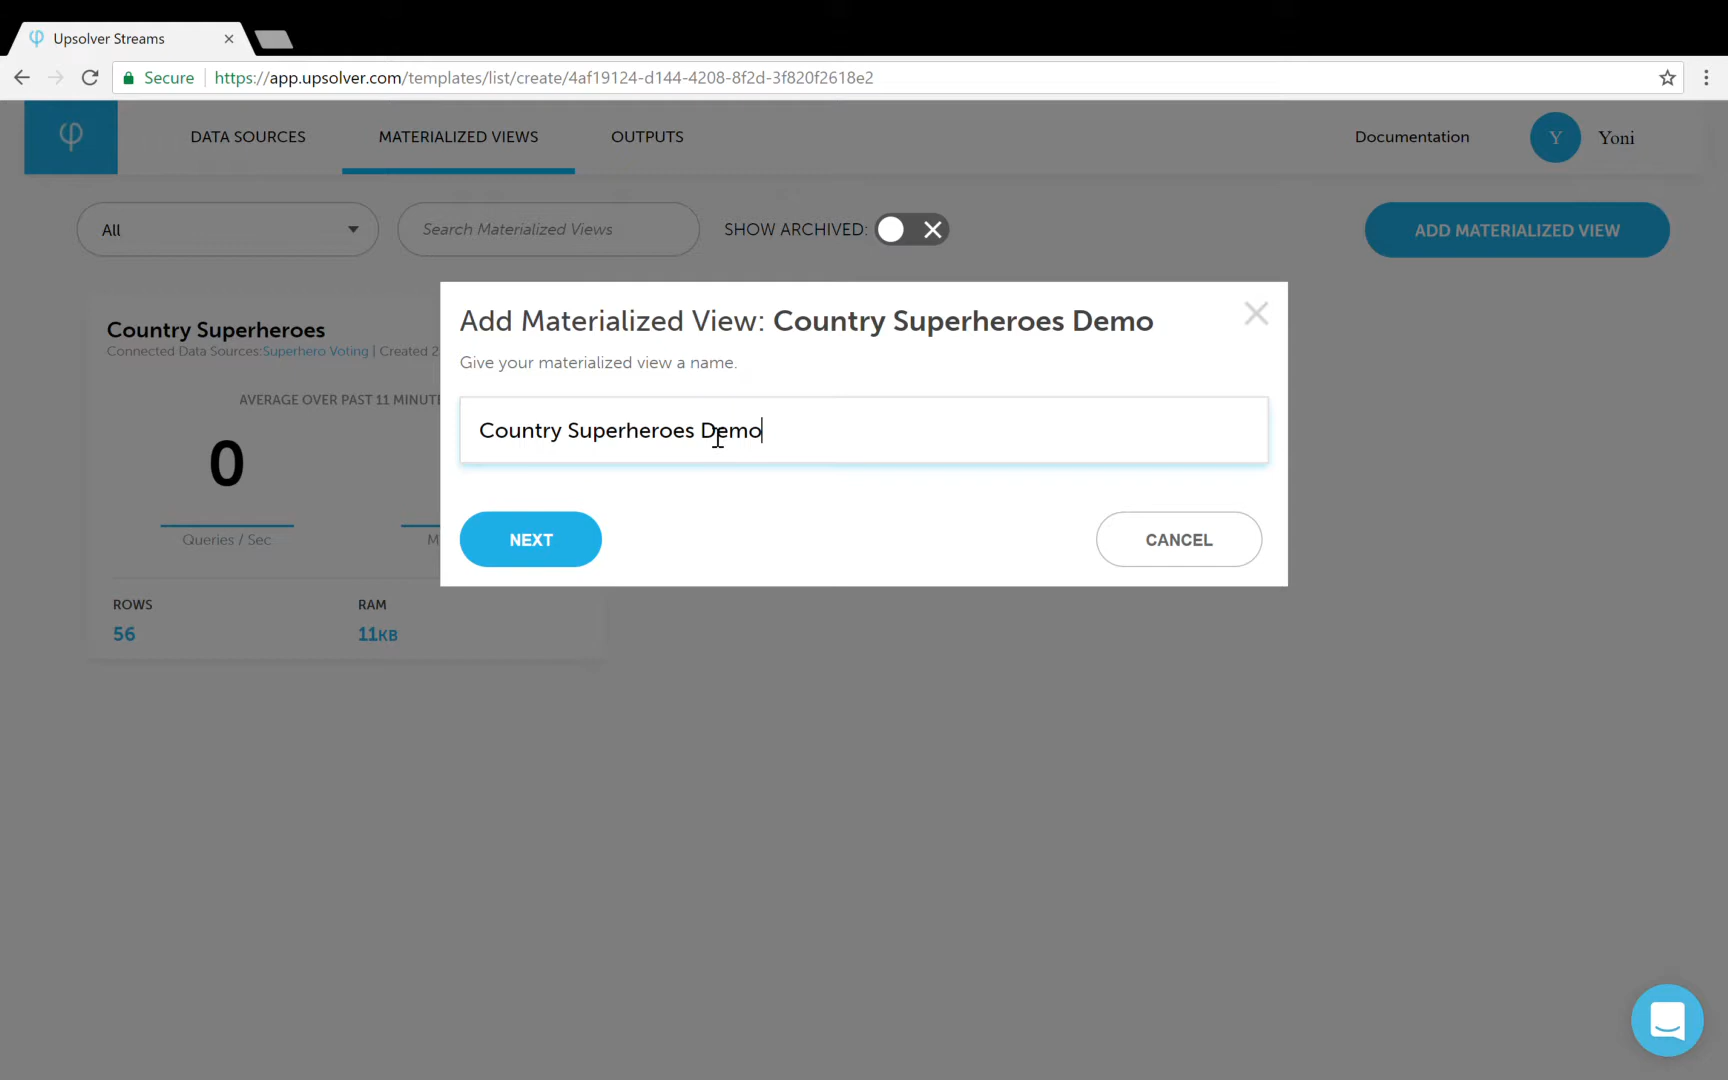 Upsolver Streams
Secure https://app.upsolver.com/templates/list/create/4af19124-d144-4208-8f2d-3f820f2618e2
DATA SOURCES MATERIALIZED VIEWS OUTPUTS Documentation Y Yoni
All Search Materialized Views SHOW ARCHIVED: ADD MATERIALIZED VIEW
Add Materialized View: Country Superheroes Demo
Give your materialized view a name.
Country Superheroes Demo
NEXT CANCEL
Country Superheroes
Connected Data Sources:Superhero Voting | Created 2
AVERAGE OVER PAST 11 MINUTE
0
Queries / Sec M
ROWS RAM
56 11KB